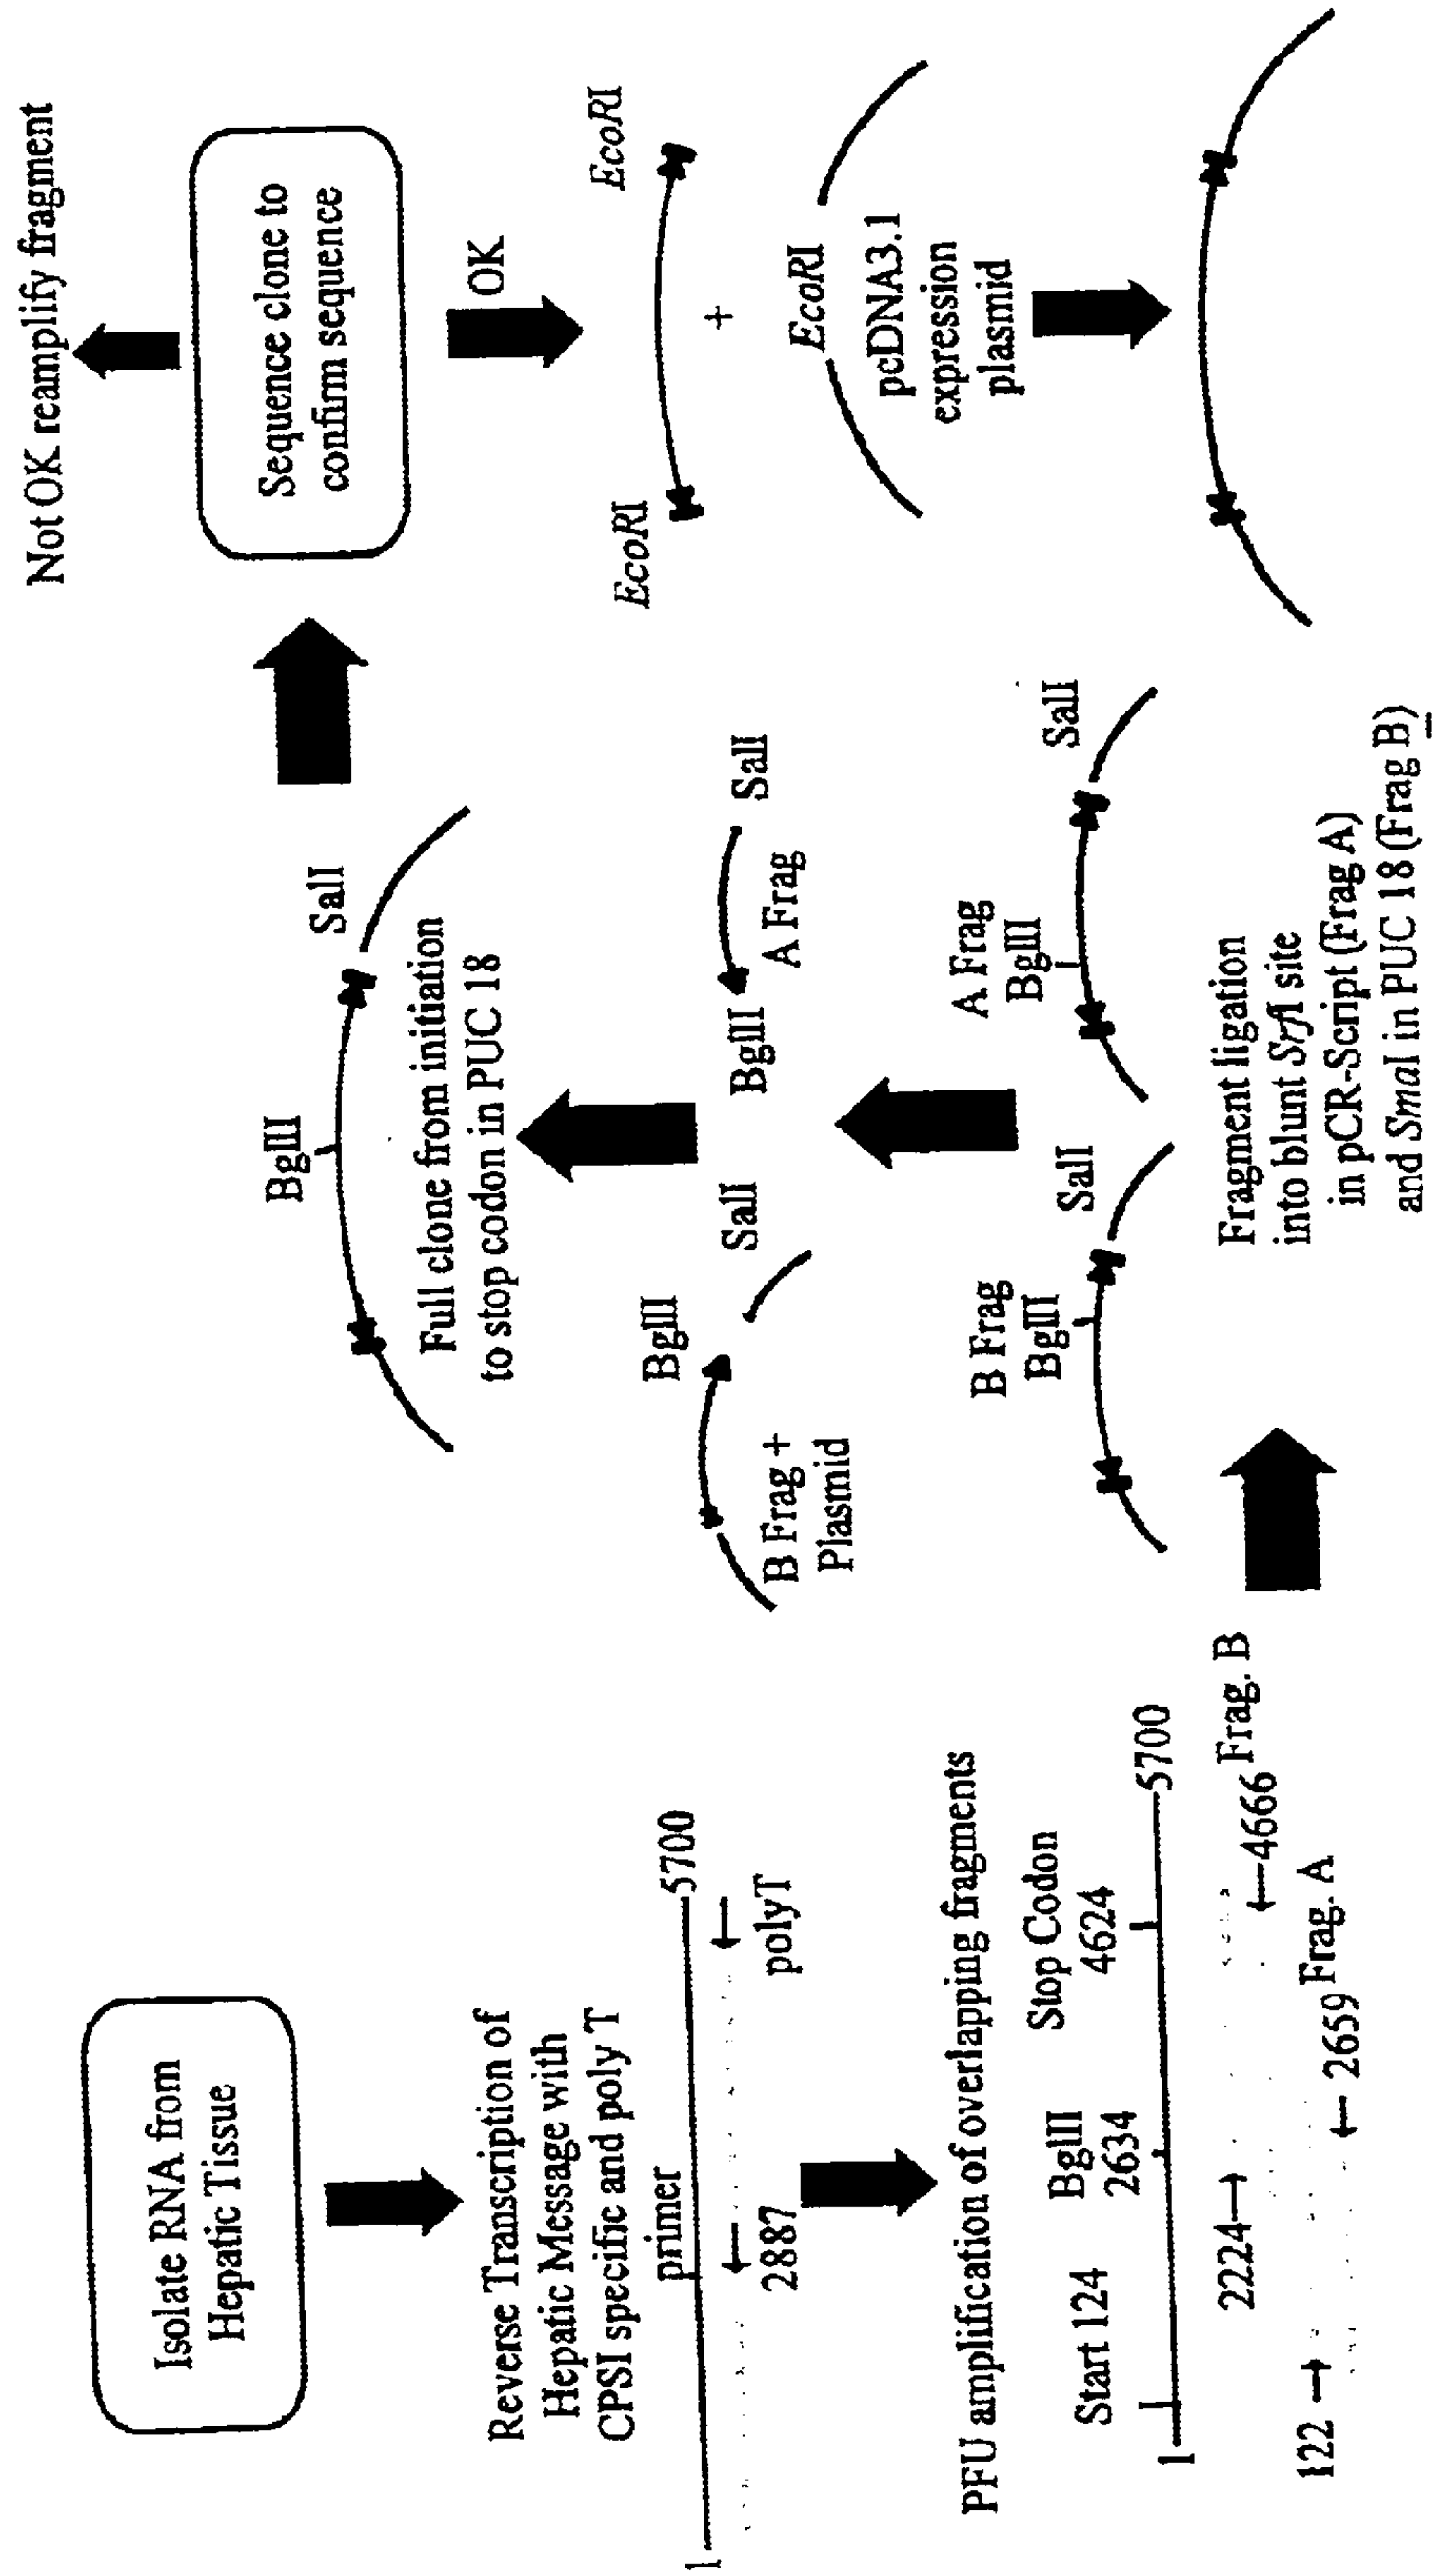 Isolate RNA from
Hepatic Tissue
Reverse Transcription of
Hepatic Message with
CPSI specific and poly T
primer
1
5700
2887
polyT
PFU amplification of overlapping fragments
Start 124
BglII
2634
Stop Codon
4624
1
5700
2224
4666 Frag. B
122
2659 Frag. A
B Frag
BglII
SalI
A Frag
BglII
SalI
Fragment ligation
into blunt SrfI site
in pCR-Script (Frag A)
and SmaI in PUC 18 (Frag B)
B Frag +
Plasmid
BglII
SalI
BglII
A Frag
SalI
BglII
SalI
Full clone from initiation
to stop codon in PUC 18
Not OK reamplify fragment
Sequence clone to
confirm sequence
OK
EcoRI
EcoRI
+
EcoRI
pcDNA3.1
expression
plasmid